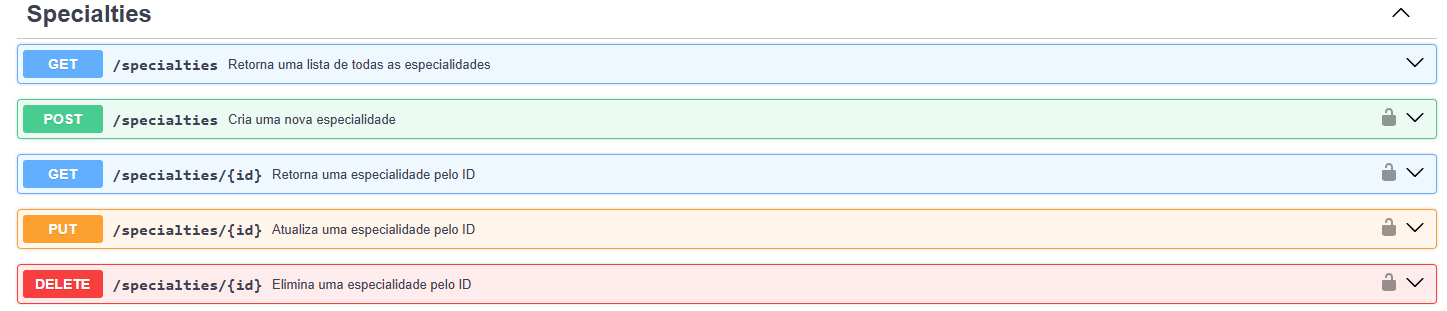 Specialties
GET /specialties Retorna uma lista de todas as especialidades
POST /specialties Cria uma nova especialidade
GET /specialties/{id} Retorna uma especialidade pelo ID
PUT /specialties/{id} Atualiza uma especialidade pelo ID
DELETE /specialties/{id} Elimina uma especialidade pelo ID